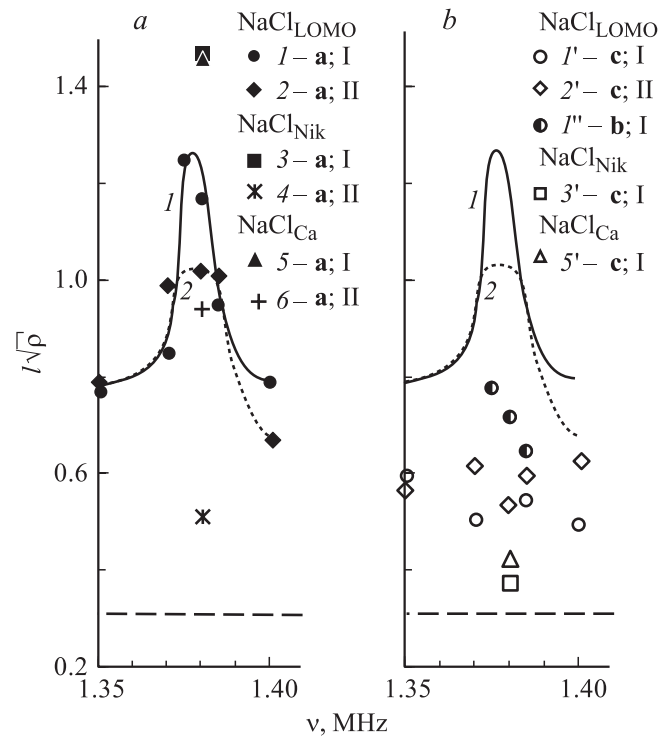 a
NaCl_LOMO
1 – a; I
2 – a; II
NaCl_Nik
3 – a; I
4 – a; II
NaCl_Ca
5 – a; I
6 – a; II
1
2
1.4
1.0
0.6
0.2
l√ρ
1.35
1.40
b
NaCl_LOMO
1' – c; I
2' – c; II
1'' – b; I
NaCl_Nik
3' – c; I
NaCl_Ca
5' – c; I
1
2
1.35
1.40
ν, MHz